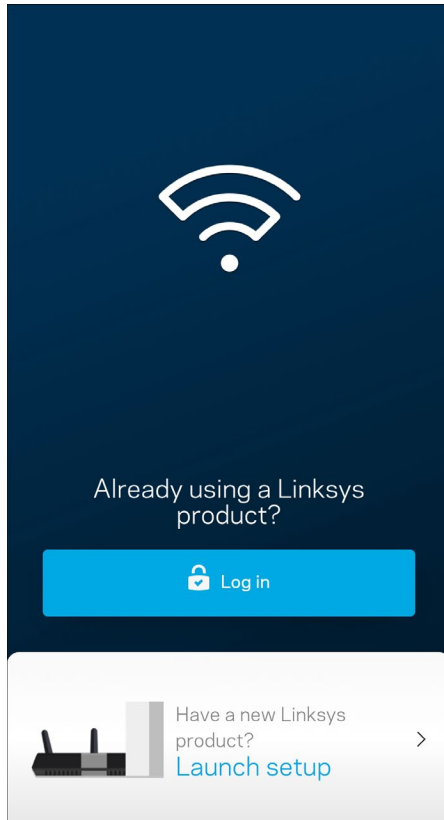 Already using a Linksys
product?
Log in
Have a new Linksys
product?
Launch setup